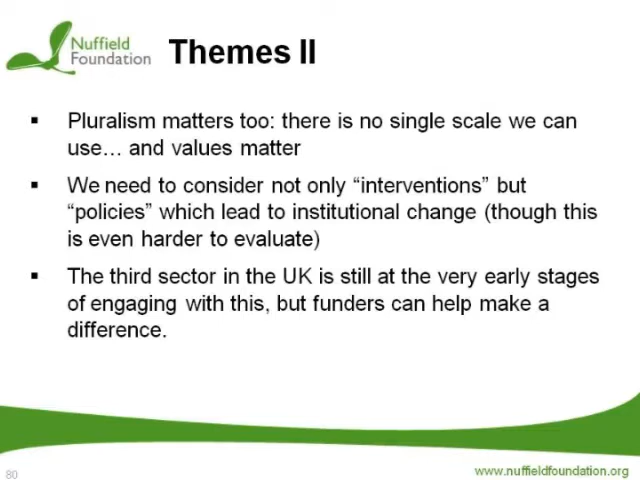 Nuffield
Foundation
Themes II
▪ Pluralism matters too: there is no single scale we can
use… and values matter
▪ We need to consider not only “interventions” but
“policies” which lead to institutional change (though this
is even harder to evaluate)
▪ The third sector in the UK is still at the very early stages
of engaging with this, but funders can help make a
difference.
80
www.nuffieldfoundation.org